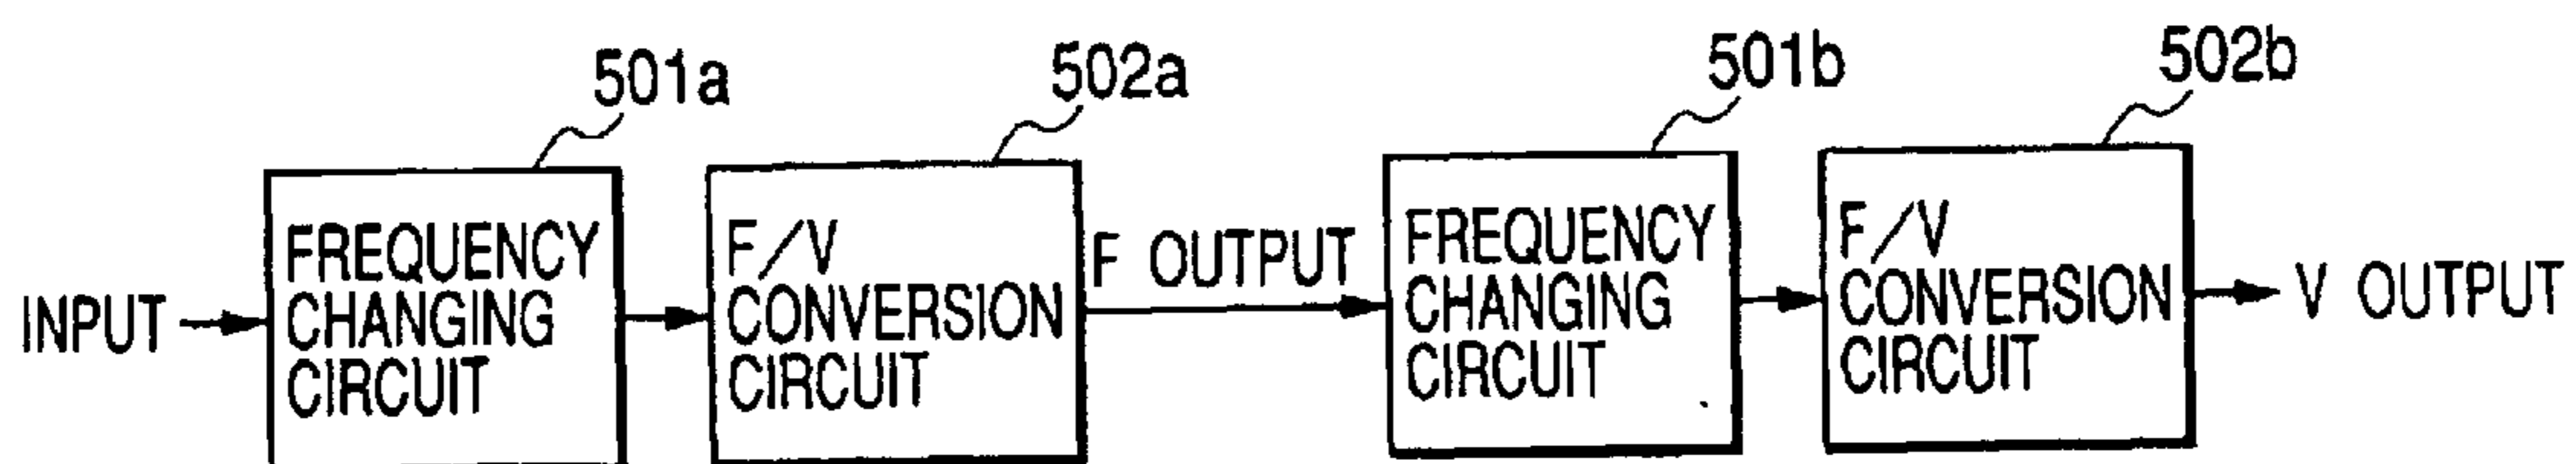 501a
502a
501b
502b
INPUT
FREQUENCY
CHANGING
CIRCUIT
F/V
CONVERSION
CIRCUIT
F OUTPUT
FREQUENCY
CHANGING
CIRCUIT
F/V
CONVERSION
CIRCUIT
V OUTPUT